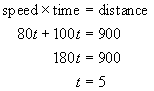 speed × time = distance
80t + 100t = 900
180t = 900
t = 5